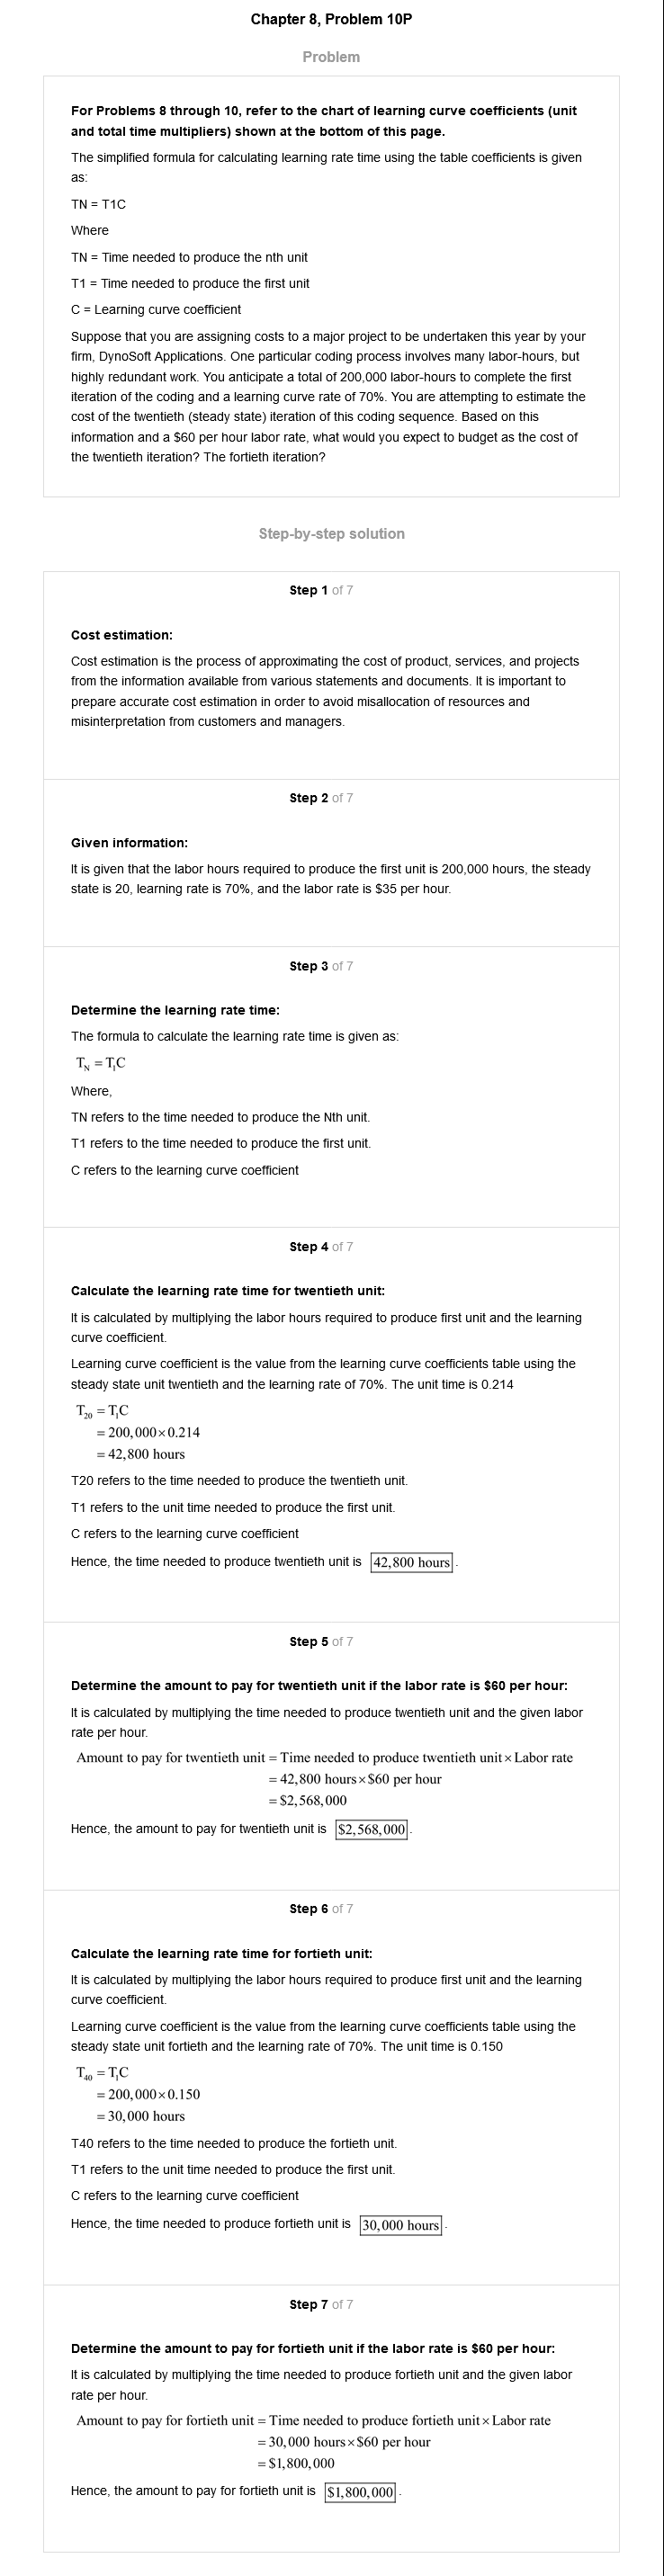 Chapter 8, Problem 10P
Problem
For Problems 8 through 10, refer to the chart of learning curve coefficients (unit
and total time multipliers) shown at the bottom of this page.
The simplified formula for calculating learning rate time using the table coefficients is given
as:
TN = T1C
Where
TN = Time needed to produce the nth unit
T1 = Time needed to produce the first unit
C = Learning curve coefficient
Suppose that you are assigning costs to a major project to be undertaken this year by your
firm, DynoSoft Applications. One particular coding process involves many labor-hours, but
highly redundant work. You anticipate a total of 200,000 labor-hours to complete the first
iteration of the coding and a learning curve rate of 70%. You are attempting to estimate the
cost of the twentieth (steady state) iteration of this coding sequence. Based on this
information and a $60 per hour labor rate, what would you expect to budget as the cost of
the twentieth iteration? The fortieth iteration?
Step-by-step solution
Step 1 of 7
Cost estimation:
Cost estimation is the process of approximating the cost of product, services, and projects
from the information available from various statements and documents. It is important to
prepare accurate cost estimation in order to avoid misallocation of resources and
misinterpretation from customers and managers.
Step 2 of 7
Given information:
It is given that the labor hours required to produce the first unit is 200,000 hours, the steady
state is 20, learning rate is 70%, and the labor rate is $35 per hour.
Step 3 of 7
Determine the learning rate time:
The formula to calculate the learning rate time is given as:
T_N = T_1C
Where,
TN refers to the time needed to produce the Nth unit.
T1 refers to the time needed to produce the first unit.
C refers to the learning curve coefficient
Step 4 of 7
Calculate the learning rate time for twentieth unit:
It is calculated by multiplying the labor hours required to produce first unit and the learning
curve coefficient.
Learning curve coefficient is the value from the learning curve coefficients table using the
steady state unit twentieth and the learning rate of 70%. The unit time is 0.214
T_20 = T_1C
= 200,000×0.214
= 42,800 hours
T20 refers to the time needed to produce the twentieth unit.
T1 refers to the unit time needed to produce the first unit.
C refers to the learning curve coefficient
Hence, the time needed to produce twentieth unit is 42,800 hours.
Step 5 of 7
Determine the amount to pay for twentieth unit if the labor rate is $60 per hour:
It is calculated by multiplying the time needed to produce twentieth unit and the given labor
rate per hour.
Amount to pay for twentieth unit = Time needed to produce twentieth unit × Labor rate
= 42,800 hours×$60 per hour
= $2,568,000
Hence, the amount to pay for twentieth unit is $2,568,000.
Step 6 of 7
Calculate the learning rate time for fortieth unit:
It is calculated by multiplying the labor hours required to produce first unit and the learning
curve coefficient.
Learning curve coefficient is the value from the learning curve coefficients table using the
steady state unit fortieth and the learning rate of 70%. The unit time is 0.150
T_40 = T_1C
= 200,000×0.150
= 30,000 hours
T40 refers to the time needed to produce the fortieth unit.
T1 refers to the unit time needed to produce the first unit.
C refers to the learning curve coefficient
Hence, the time needed to produce fortieth unit is 30,000 hours.
Step 7 of 7
Determine the amount to pay for fortieth unit if the labor rate is $60 per hour:
It is calculated by multiplying the time needed to produce fortieth unit and the given labor
rate per hour.
Amount to pay for fortieth unit = Time needed to produce fortieth unit × Labor rate
= 30,000 hours×$60 per hour
= $1,800,000
Hence, the amount to pay for fortieth unit is $1,800,000.